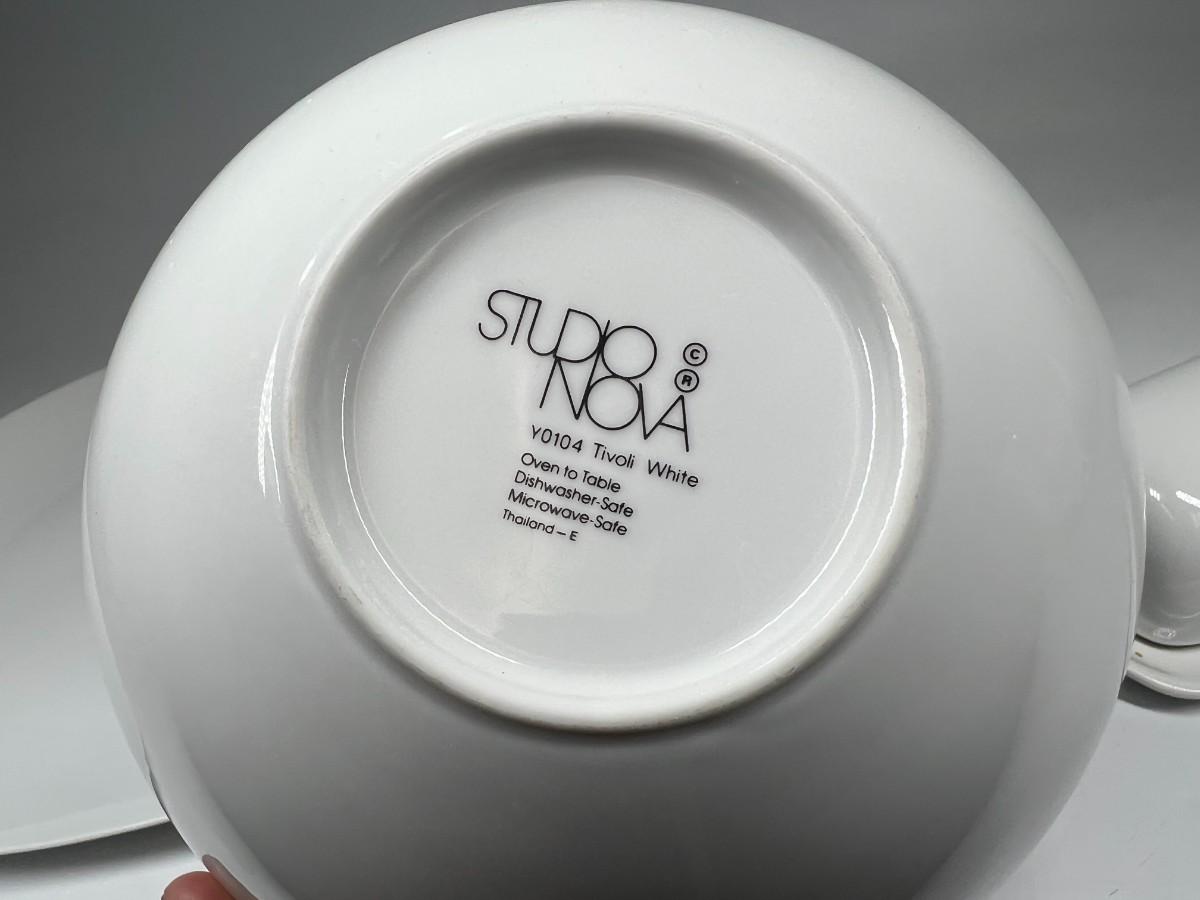 STUDIO
NOVA
©
®
Y0104 Tivoli White
Oven to Table
Dishwasher-Safe
Microwave-Safe
Thailand – E